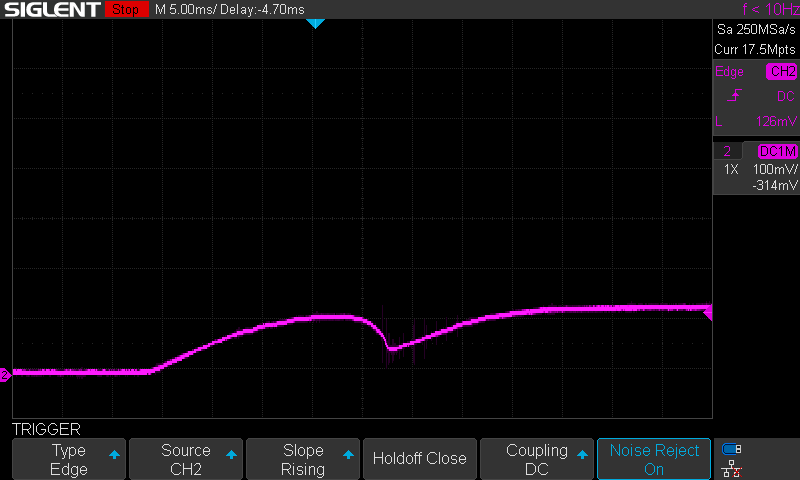 SIGLENT Stop M 5.00ms/ Delay:-4.70ms f < 10Hz
Sa 250MSa/s
Curr 17.5Mpts
Edge CH2
DC
L 126mV
2 DC1M
1X 100mV/
-314mV
2
TRIGGER
Type
Edge
Source
CH2
Slope
Rising
Holdoff Close
Coupling
DC
Noise Reject
On